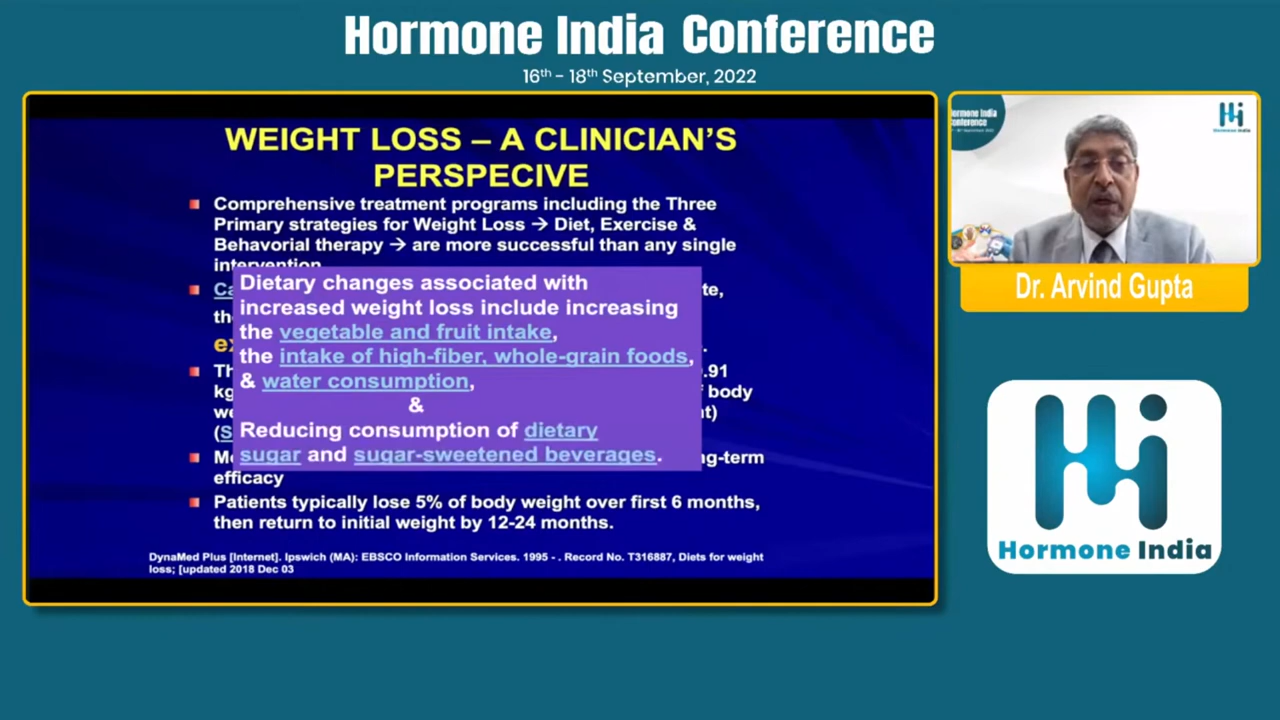 Hormone India Conference
16th - 18th September, 2022
WEIGHT LOSS – A CLINICIAN'S
PERSPECIVE
Comprehensive treatment programs including the Three
Primary strategies for Weight Loss → Diet, Exercise &
Behavorial therapy → are more successful than any single
intervention
Dietary changes associated with
increased weight loss include increasing
the vegetable and fruit intake,
the intake of high-fiber, whole-grain foods,
& water consumption,
&
Reducing consumption of dietary
sugar and sugar-sweetened beverages.
.91
kg
body
efficacy
Patients typically lose 5% of body weight over first 6 months,
then return to initial weight by 12-24 months.
DynaMed Plus [Internet]. Ipswich (MA): EBSCO Information Services. 1995 - . Record No. T316887, Diets for weight
loss; [updated 2018 Dec 03
Hormone India
Dr. Arvind Gupta
Hormone India